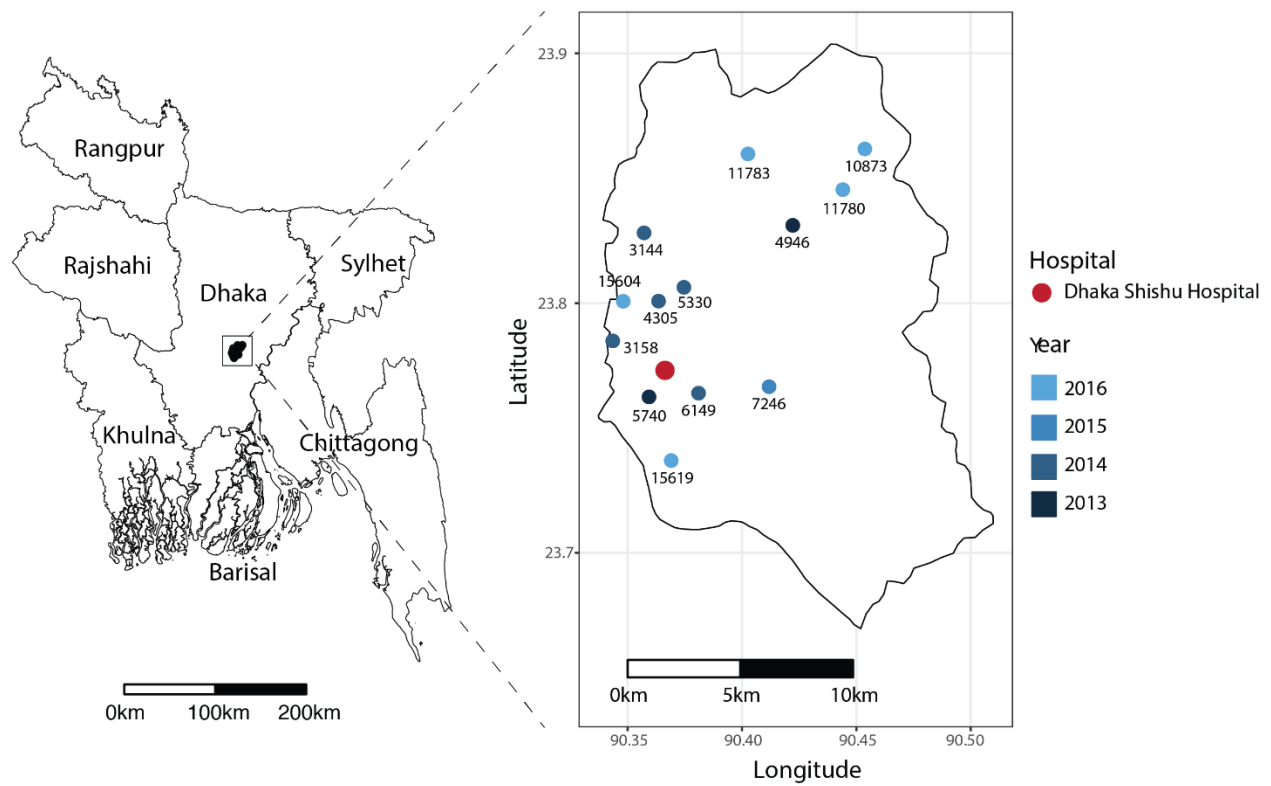 Rangpur
Rajshahi
Dhaka
Sylhet
Khulna
Chittagong
Barisal
0km 100km 200km
Latitude
23.9
23.8
23.7
11783
10873
11780
4946
3144
15604
5330
4305
3158
5740
6149
7246
15619
0km 5km 10km
90.35 90.40 90.45 90.50
Longitude
Hospital
Dhaka Shishu Hospital
Year
2016
2015
2014
2013